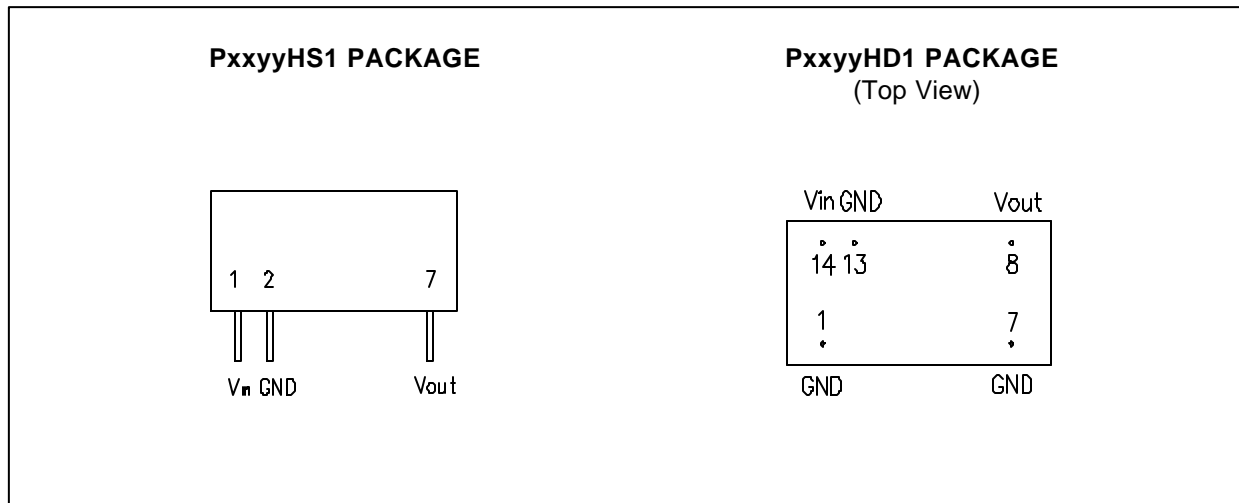 PxxyyHS1 PACKAGE
1 2 7
Vin GND Vout
PxxyyHD1 PACKAGE
(Top View)
Vin GND Vout
14 13 8
1 7
GND GND